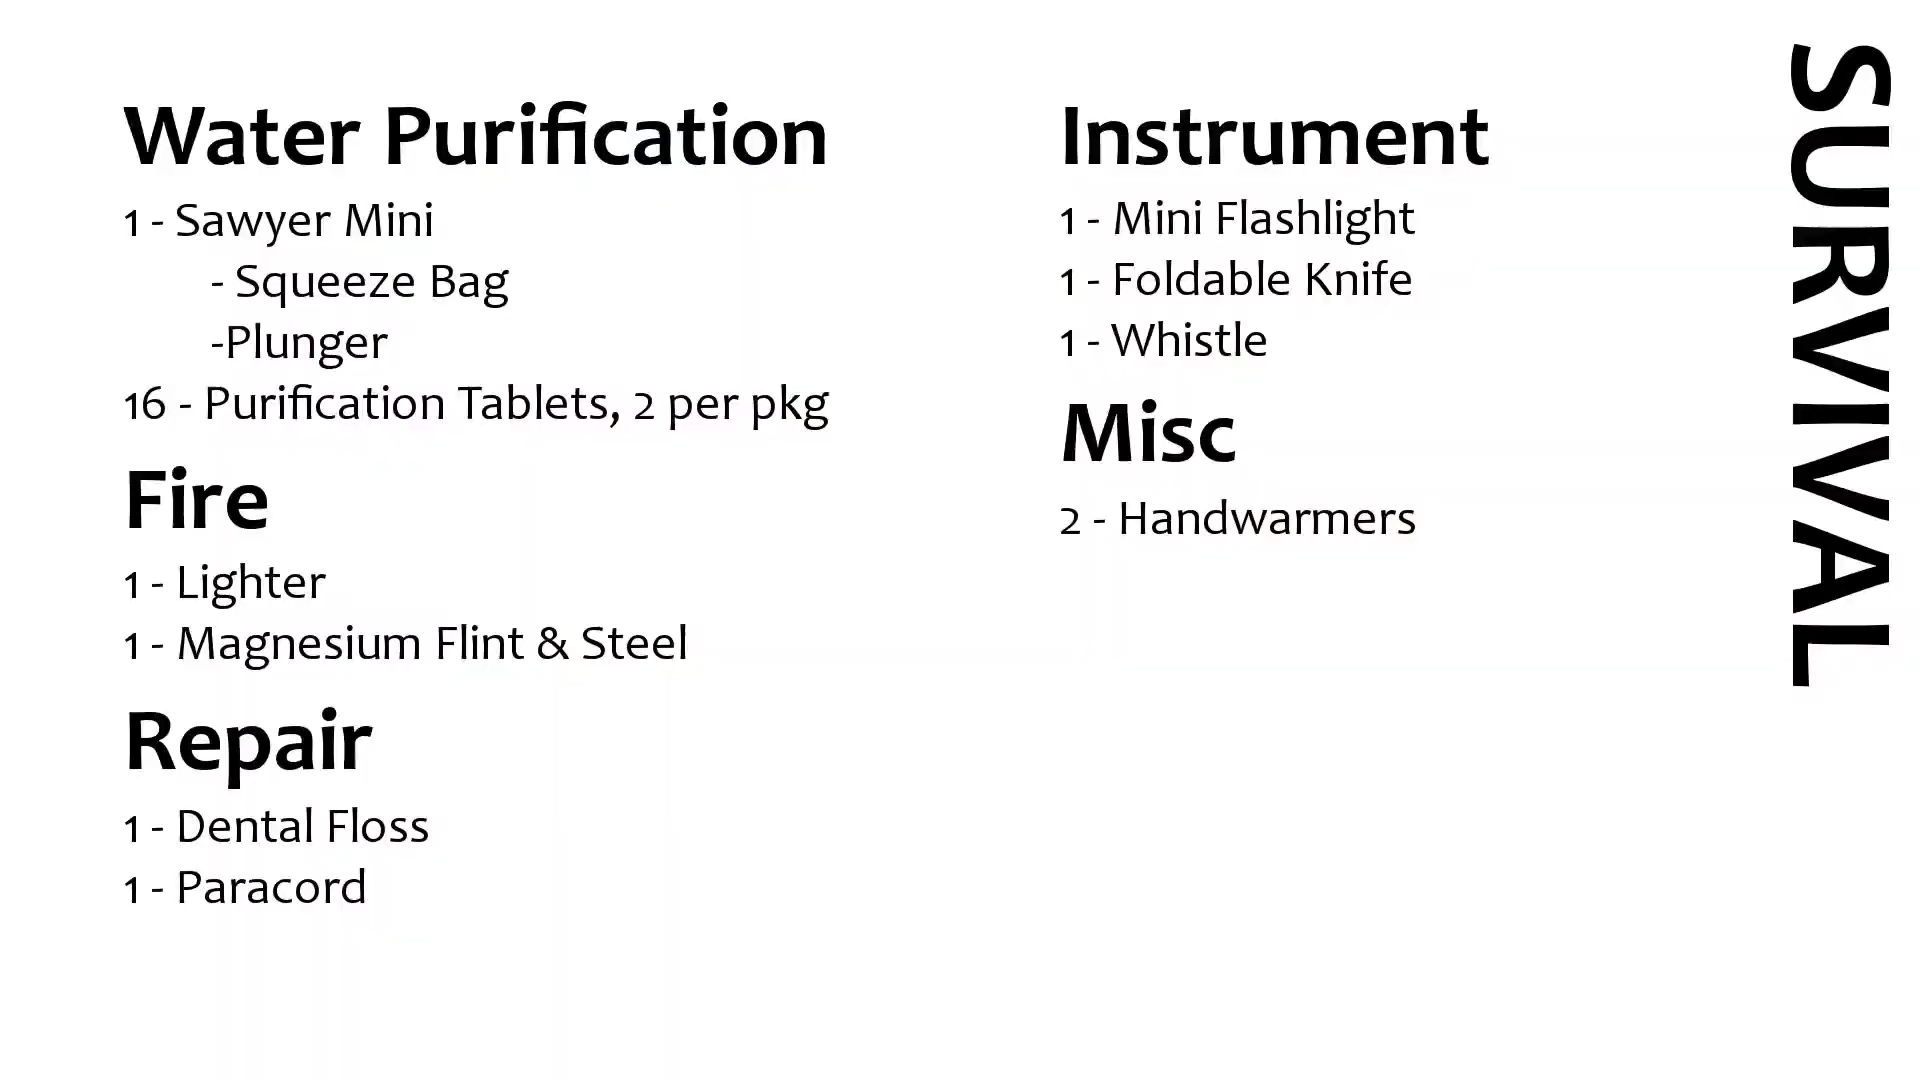 Water Purification
1 - Sawyer Mini
- Squeeze Bag
-Plunger
16 - Purification Tablets, 2 per pkg
Fire
1 - Lighter
1 - Magnesium Flint & Steel
Repair
1 - Dental Floss
1 - Paracord
Instrument
1 - Mini Flashlight
1 - Foldable Knife
1 - Whistle
Misc
2 - Handwarmers
SURVIVAL